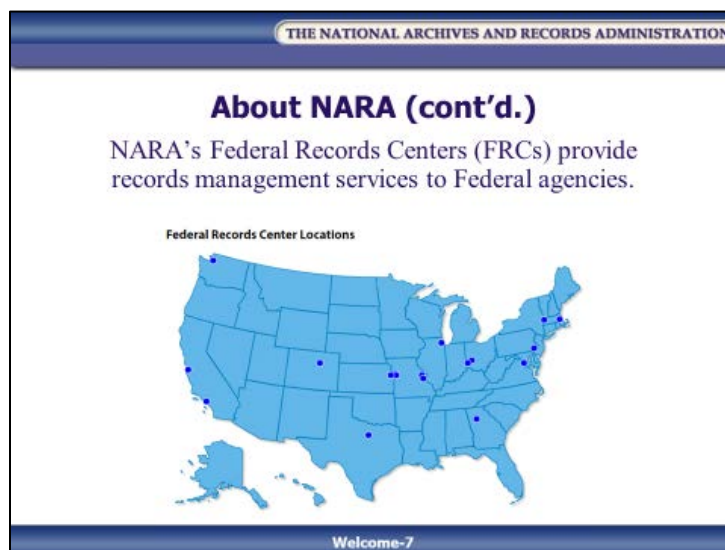 THE NATIONAL ARCHIVES AND RECORDS ADMINISTRATION
About NARA (cont’d.)
NARA’s Federal Records Centers (FRCs) provide
records management services to Federal agencies.
Federal Records Center Locations
Welcome-7